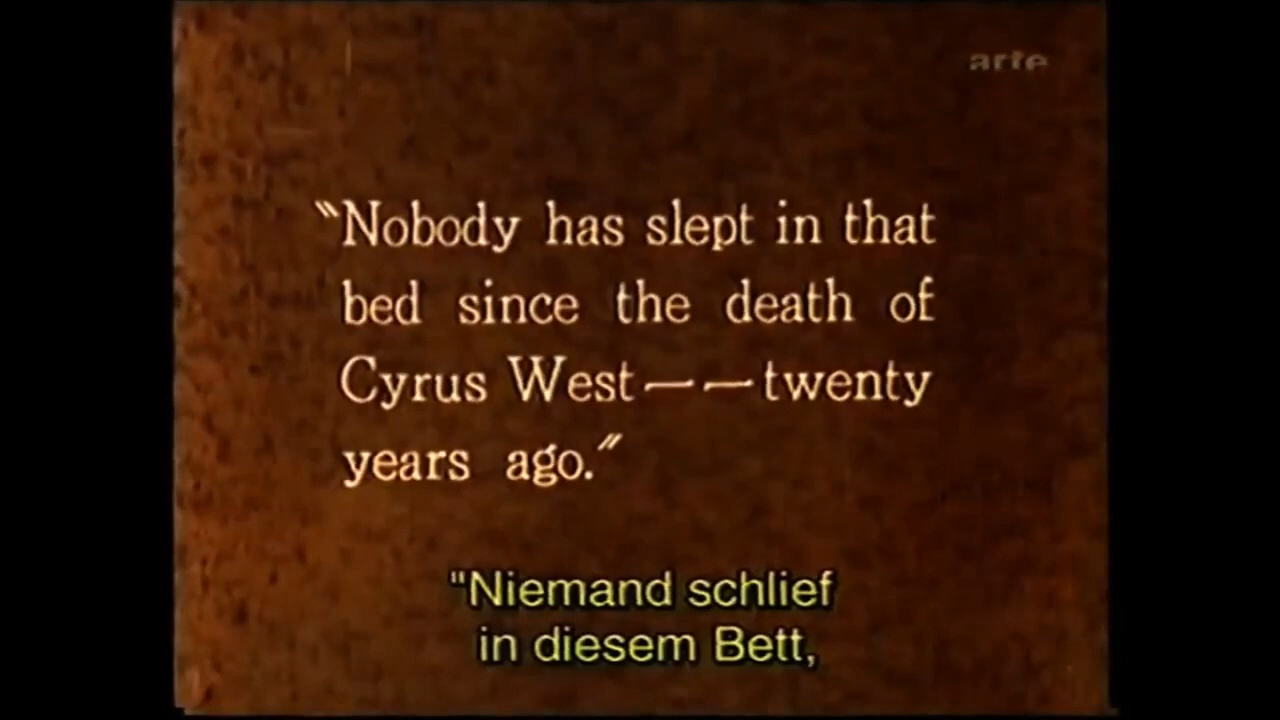 arte
“Nobody has slept in that
bed since the death of
Cyrus West——twenty
years ago.”
"Niemand schlief
in diesem Bett,